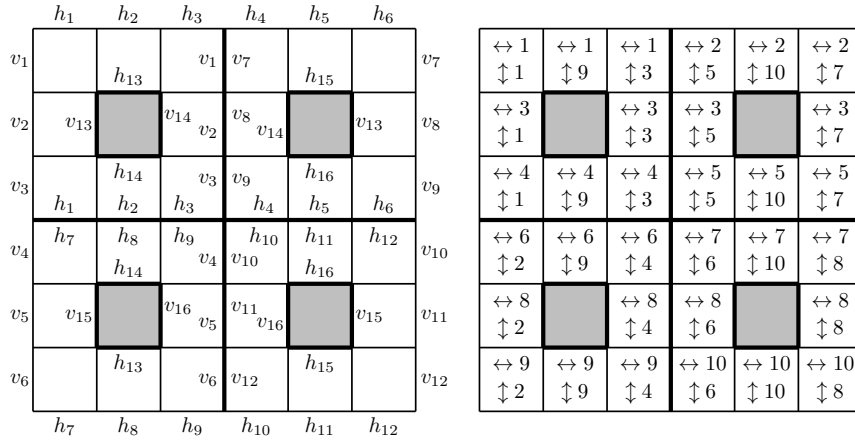 h₁ h₂ h₃ h₄ h₅ h₆
v₁ v₁ v₇ v₇ ↔ 1 ↔ 1 ↔ 1 ↔ 2 ↔ 2 ↔ 2
h₁₃ h₁₅ ↕ 1 ↕ 9 ↕ 3 ↕ 5 ↕ 10 ↕ 7
v₂ v₁₃ v₁₄ v₂ v₈ v₁₄ v₁₃ v₈ ↔ 3 ↔ 3 ↔ 3 ↔ 3
↕ 1 ↕ 3 ↕ 5 ↕ 7
h₁₄ h₁₆ ↔ 4 ↔ 4 ↔ 4 ↔ 5 ↔ 5 ↔ 5
v₃ v₃ v₉ v₉ ↕ 1 ↕ 9 ↕ 3 ↕ 5 ↕ 10 ↕ 7
h₁ h₂ h₃ h₄ h₅ h₆
h₇ h₈ h₉ h₁₀ h₁₁ h₁₂ ↔ 6 ↔ 6 ↔ 6 ↔ 7 ↔ 7 ↔ 7
v₄ v₄ v₁₀ v₁₀ ↕ 2 ↕ 9 ↕ 4 ↕ 6 ↕ 10 ↕ 8
h₁₄ h₁₆
v₅ v₁₅ v₁₆ v₅ v₁₁ v₁₆ v₁₅ v₁₁ ↔ 8 ↔ 8 ↔ 8 ↔ 8
↕ 2 ↕ 4 ↕ 6 ↕ 8
h₁₃ h₁₅ ↔ 9 ↔ 9 ↔ 9 ↔ 10 ↔ 10 ↔ 10
v₆ v₆ v₁₂ v₁₂ ↕ 2 ↕ 9 ↕ 4 ↕ 6 ↕ 10 ↕ 8
h₇ h₈ h₉ h₁₀ h₁₁ h₁₂